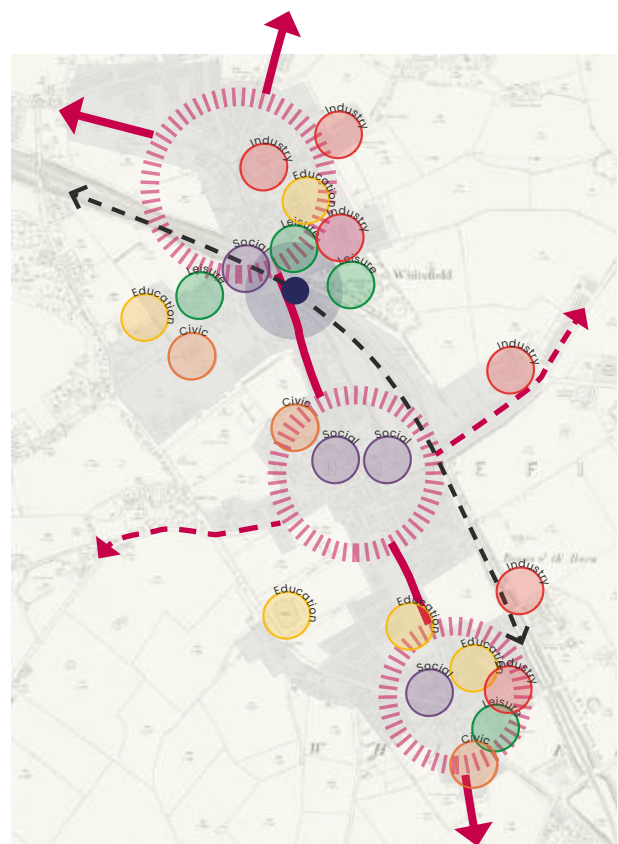 Industry
Industry
Education
Industry
Leisure
Social
Leisure
Leisure
Whitefield
Education
Civic
Industry
Civic
Social
Social
E F I
Industry
Education
Education
Education
Social
Industry
Leisure
Civic
W H